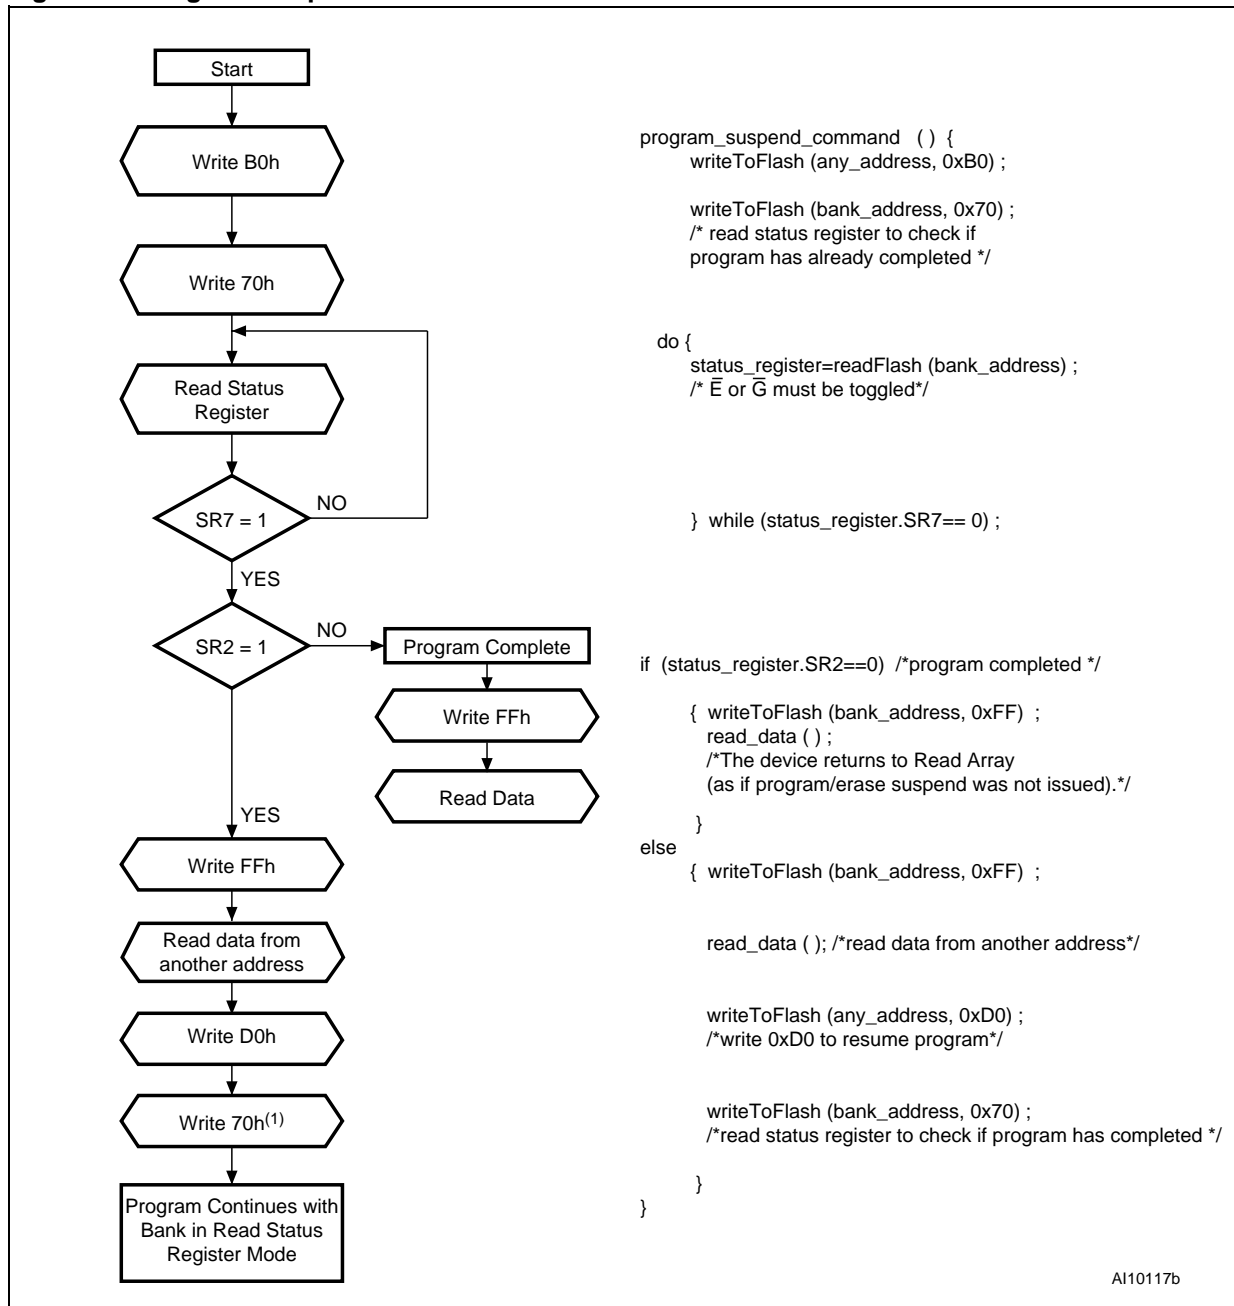 Start
Write B0h
Write 70h
Read Status
Register
SR7 = 1
NO
YES
SR2 = 1
NO
Program Complete
Write FFh
Read Data
YES
Write FFh
Read data from
another address
Write D0h
Write 70h(1)
Program Continues with
Bank in Read Status
Register Mode
program_suspend_command ( ) {
writeToFlash (any_address, 0xB0) ;
writeToFlash (bank_address, 0x70) ;
/* read status register to check if
program has already completed */
do {
status_register=readFlash (bank_address) ;
/* E̅ or G̅ must be toggled*/
} while (status_register.SR7== 0) ;
if (status_register.SR2==0) /*program completed */
{ writeToFlash (bank_address, 0xFF) ;
read_data ( ) ;
/*The device returns to Read Array
(as if program/erase suspend was not issued).*/
}
else
{ writeToFlash (bank_address, 0xFF) ;
read_data ( ); /*read data from another address*/
writeToFlash (any_address, 0xD0) ;
/*write 0xD0 to resume program*/
writeToFlash (bank_address, 0x70) ;
/*read status register to check if program has completed */
}
}
AI10117b